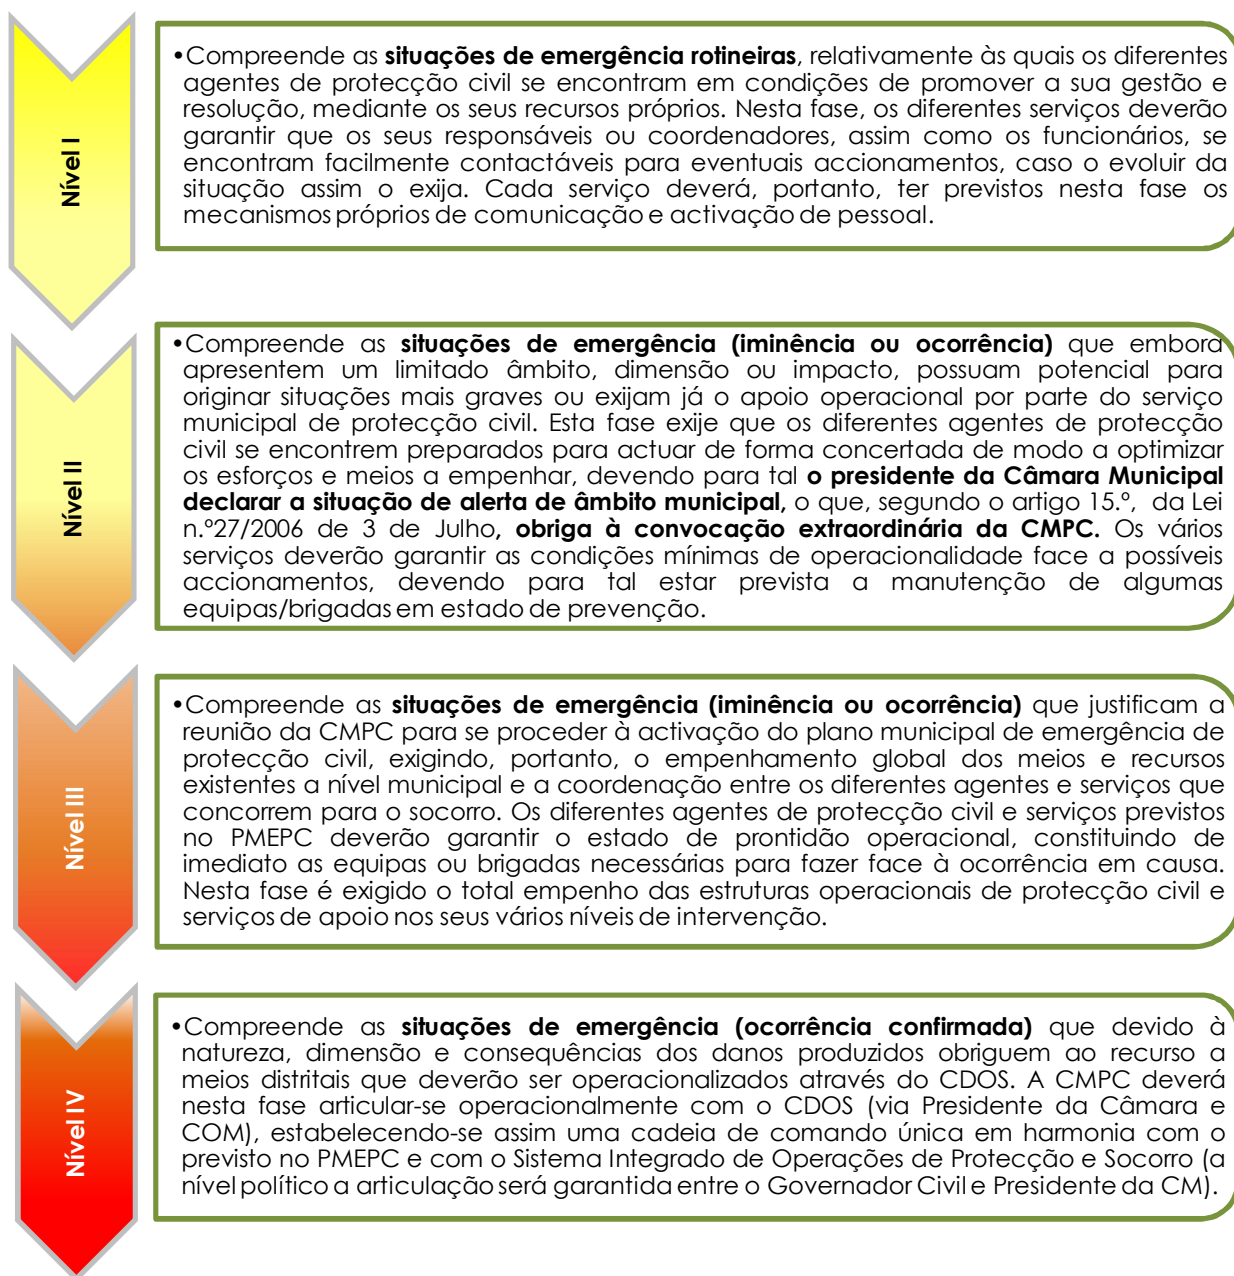 Nível I
•Compreende as situações de emergência rotineiras, relativamente às quais os diferentes
agentes de protecção civil se encontram em condições de promover a sua gestão e
resolução, mediante os seus recursos próprios. Nesta fase, os diferentes serviços deverão
garantir que os seus responsáveis ou coordenadores, assim como os funcionários, se
encontram facilmente contactáveis para eventuais accionamentos, caso o evoluir da
situação assim o exija. Cada serviço deverá, portanto, ter previstos nesta fase os
mecanismos próprios de comunicação e activação de pessoal.
Nível II
•Compreende as situações de emergência (iminência ou ocorrência) que embora
apresentem um limitado âmbito, dimensão ou impacto, possuam potencial para
originar situações mais graves ou exijam já o apoio operacional por parte do serviço
municipal de protecção civil. Esta fase exije que os diferentes agentes de protecção
civil se encontrem preparados para actuar de forma concertada de modo a optimizar
os esforços e meios a empenhar, devendo para tal o presidente da Câmara Municipal
declarar a situação de alerta de âmbito municipal, o que, segundo o artigo 15.º, da Lei
n.º27/2006 de 3 de Julho, obriga à convocação extraordinária da CMPC. Os vários
serviços deverão garantir as condições mínimas de operacionalidade face a possíveis
accionamentos, devendo para tal estar prevista a manutenção de algumas
equipas/brigadas em estado de prevenção.
Nível III
•Compreende as situações de emergência (iminência ou ocorrência) que justificam a
reunião da CMPC para se proceder à activação do plano municipal de emergência de
protecção civil, exigindo, portanto, o empenhamento global dos meios e recursos
existentes a nível municipal e a coordenação entre os diferentes agentes e serviços que
concorrem para o socorro. Os diferentes agentes de protecção civil e serviços previstos
no PMEPC deverão garantir o estado de prontidão operacional, constituindo de
imediato as equipas ou brigadas necessárias para fazer face à ocorrência em causa.
Nesta fase é exigido o total empenho das estruturas operacionais de protecção civil e
serviços de apoio nos seus vários níveis de intervenção.
Nível IV
•Compreende as situações de emergência (ocorrência confirmada) que devido à
natureza, dimensão e consequências dos danos produzidos obriguem ao recurso a
meios distritais que deverão ser operacionalizados através do CDOS. A CMPC deverá
nesta fase articular-se operacionalmente com o CDOS (via Presidente da Câmara e
COM), estabelecendo-se assim uma cadeia de comando única em harmonia com o
previsto no PMEPC e com o Sistema Integrado de Operações de Protecção e Socorro (a
nível político a articulação será garantida entre o Governador Civil e Presidente da CM).